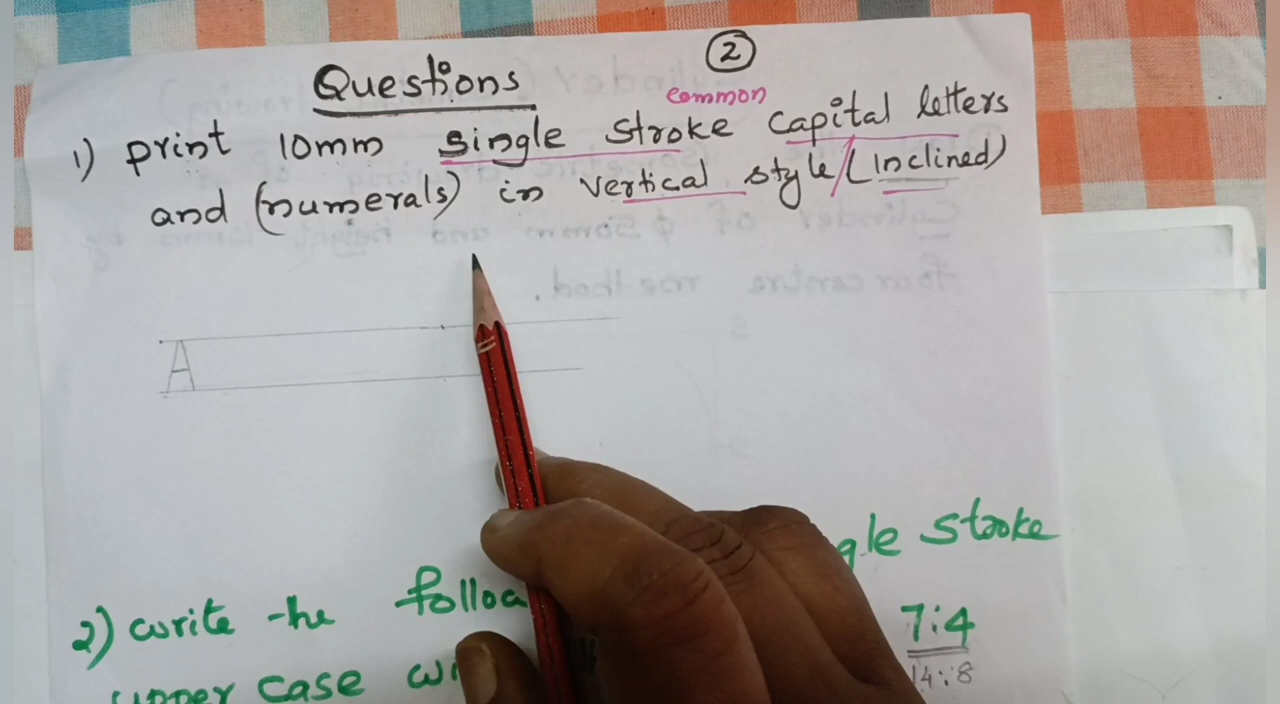 Questions
②
common
1) print 10mm single stroke capital letters
and (numerals) in vertical style/(Inclined)
A
2) write the gle stroke
upper case 7:4
14:8